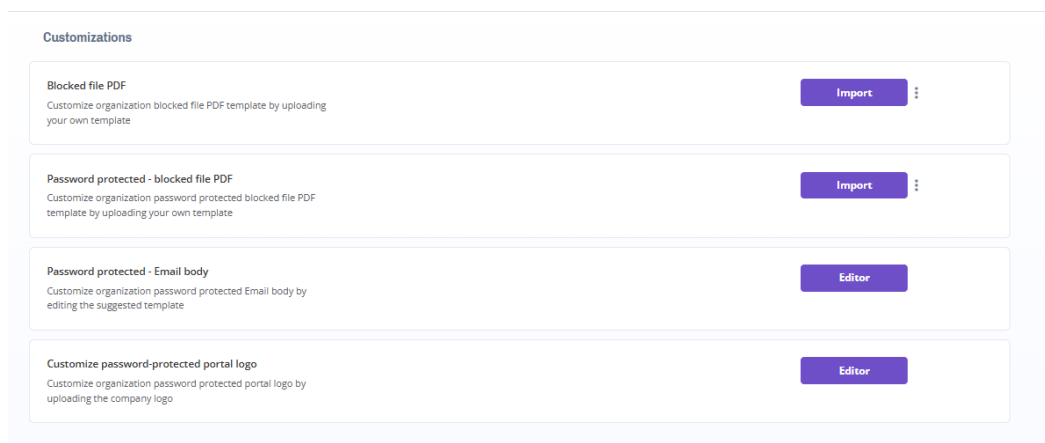 Customizations
Blocked file PDF
Customize organization blocked file PDF template by uploading
your own template
Import
Password protected - blocked file PDF
Customize organization password protected blocked file PDF
template by uploading your own template
Import
Password protected - Email body
Customize organization password protected Email body by
editing the suggested template
Editor
Customize password-protected portal logo
Customize organization password protected portal logo by
uploading the company logo
Editor